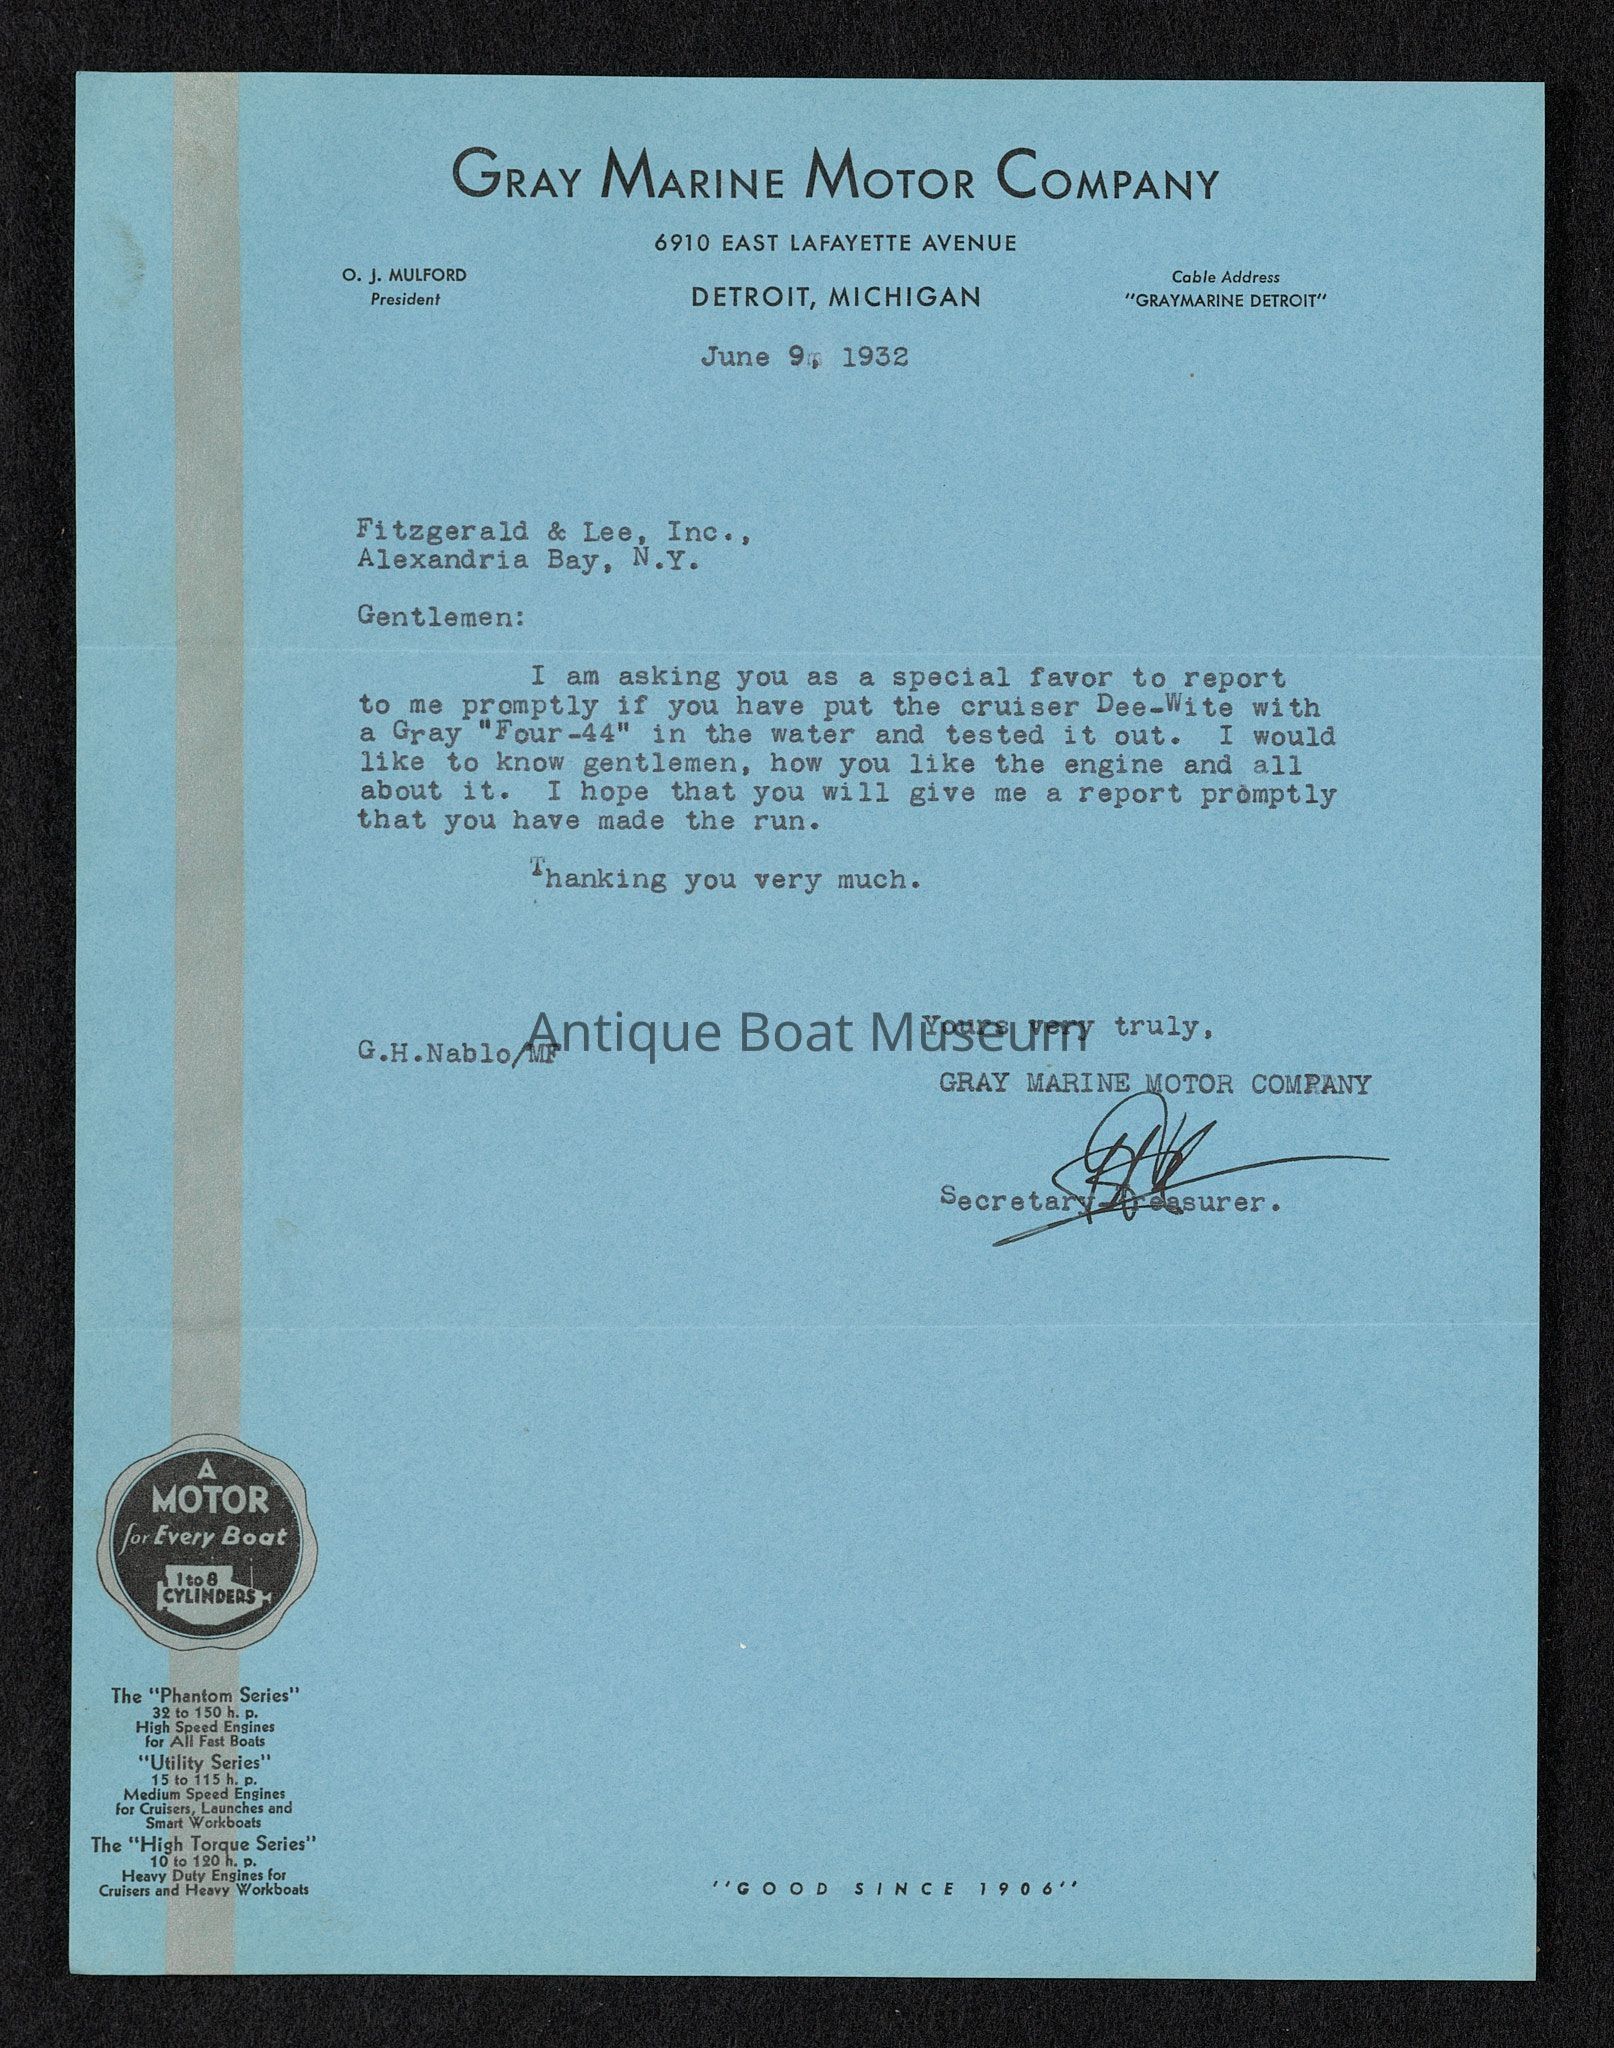 GRAY MARINE MOTOR COMPANY
6910 EAST LAFAYETTE AVENUE
O. J. MULFORD
President
DETROIT, MICHIGAN
Cable Address
"GRAYMARINE DETROIT"
June 9, 1932
Fitzgerald & Lee, Inc.,
Alexandria Bay, N.Y.
Gentlemen:
I am asking you as a special favor to report
to me promptly if you have put the cruiser Dee-Wite with
a Gray "Four-44" in the water and tested it out. I would
like to know gentlemen, how you like the engine and all
about it. I hope that you will give me a report promptly
that you have made the run.
Thanking you very much.
Yours very truly,
Antique Boat Museum
G.H.Nablo/MF
GRAY MARINE MOTOR COMPANY
Secretary-Treasurer.
A
MOTOR
for Every Boat
1 to 8
CYLINDERS
The "Phantom Series"
32 to 150 h. p.
High Speed Engines
for All Fast Boats
"Utility Series"
15 to 115 h. p.
Medium Speed Engines
for Cruisers, Launches and
Smart Workboats
The "High Torque Series"
10 to 120 h. p.
Heavy Duty Engines for
Cruisers and Heavy Workboats
"GOOD SINCE 1906"